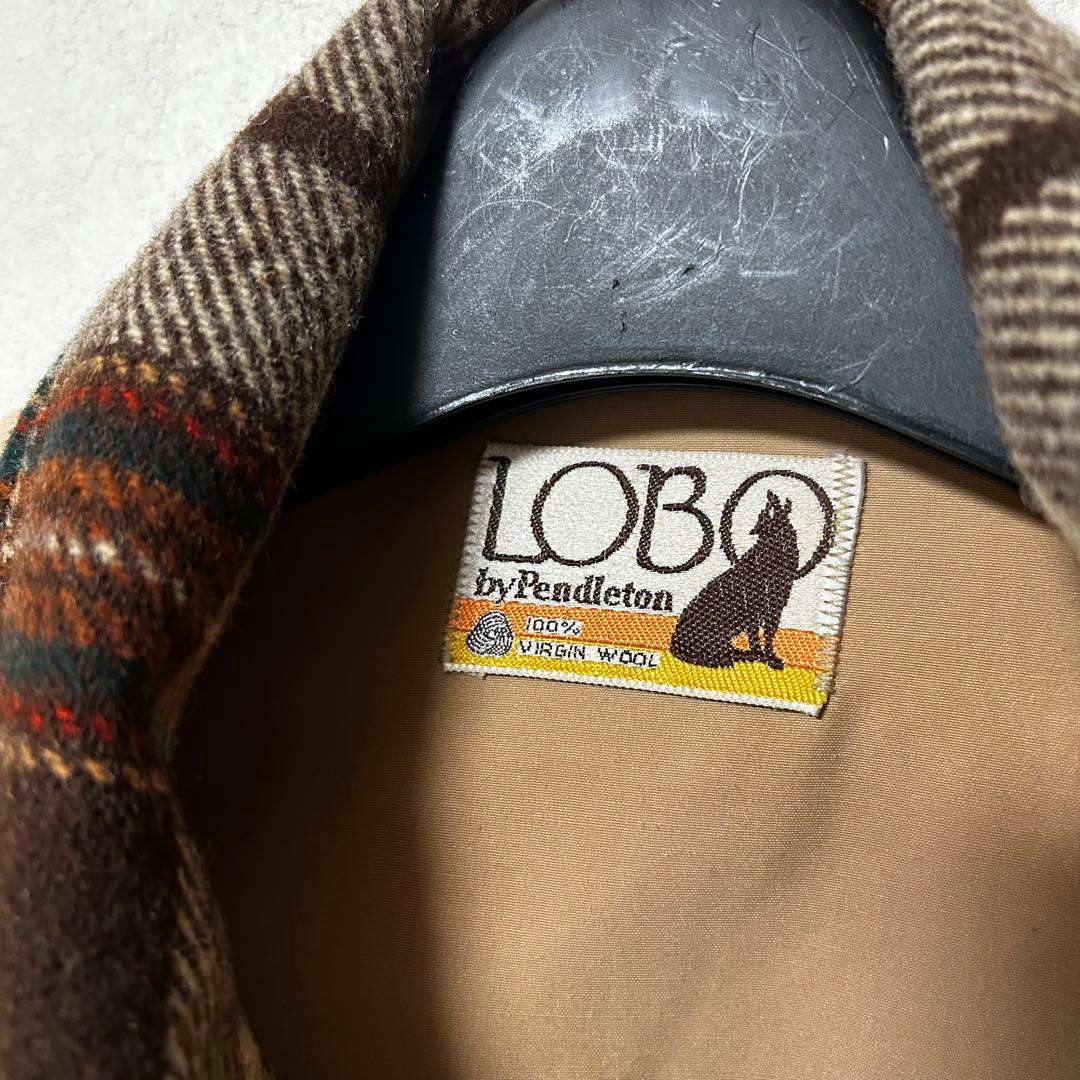 LOBO
by Pendleton
100%
VIRGIN WOOL